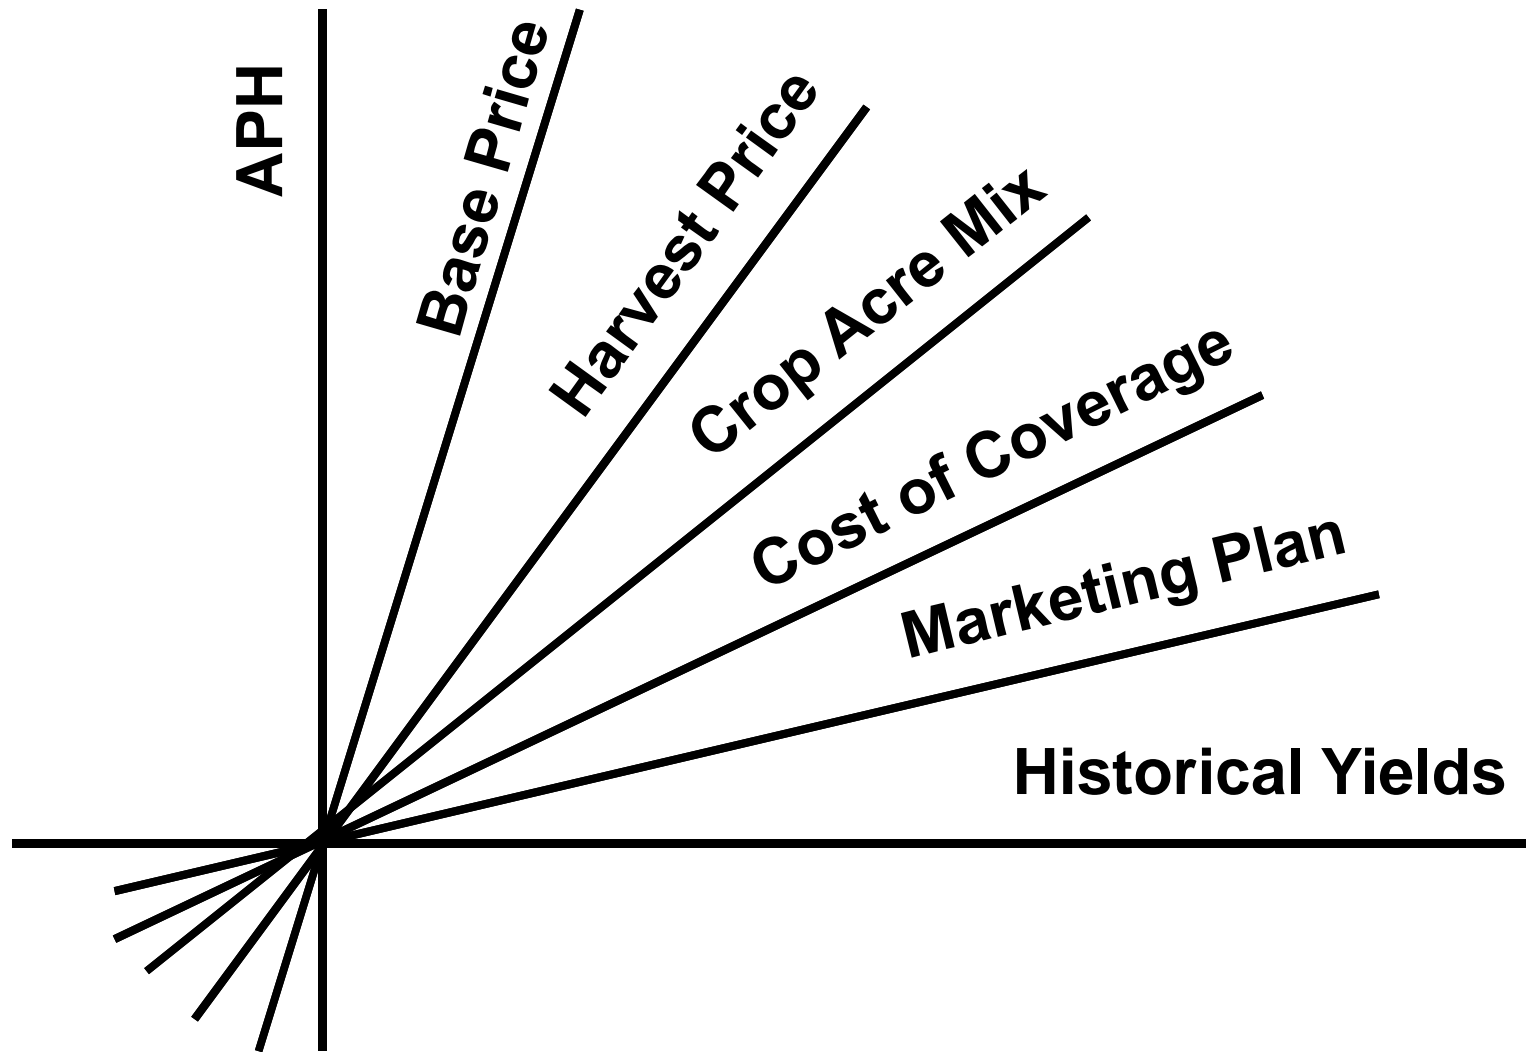 APH
Base Price
Harvest Price
Crop Acre Mix
Cost of Coverage
Marketing Plan
Historical Yields